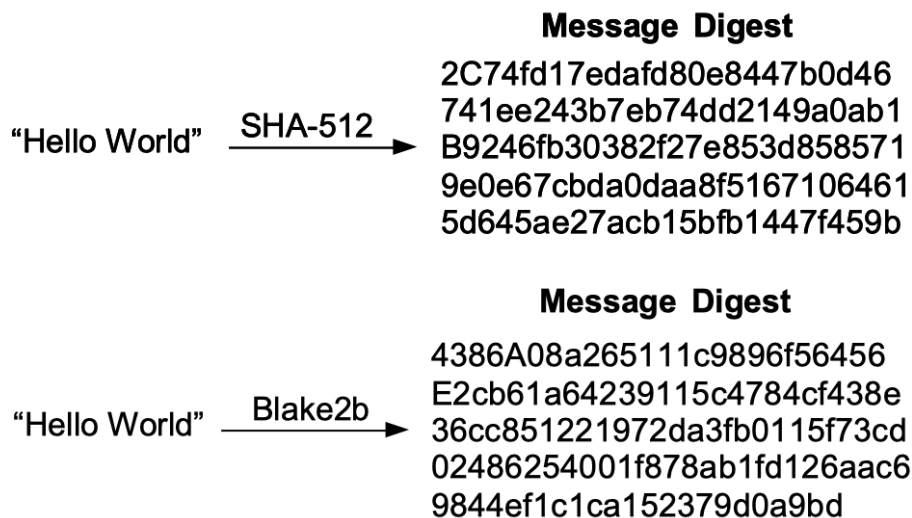 Message Digest
2C74fd17edafd80e8447b0d46
741ee243b7eb74dd2149a0ab1
“Hello World” SHA-512 B9246fb30382f27e853d858571
9e0e67cbda0daa8f5167106461
5d645ae27acb15bfb1447f459b
Message Digest
4386A08a265111c9896f56456
E2cb61a64239115c4784cf438e
“Hello World” Blake2b 36cc851221972da3fb0115f73cd
02486254001f878ab1fd126aac6
9844ef1c1ca152379d0a9bd